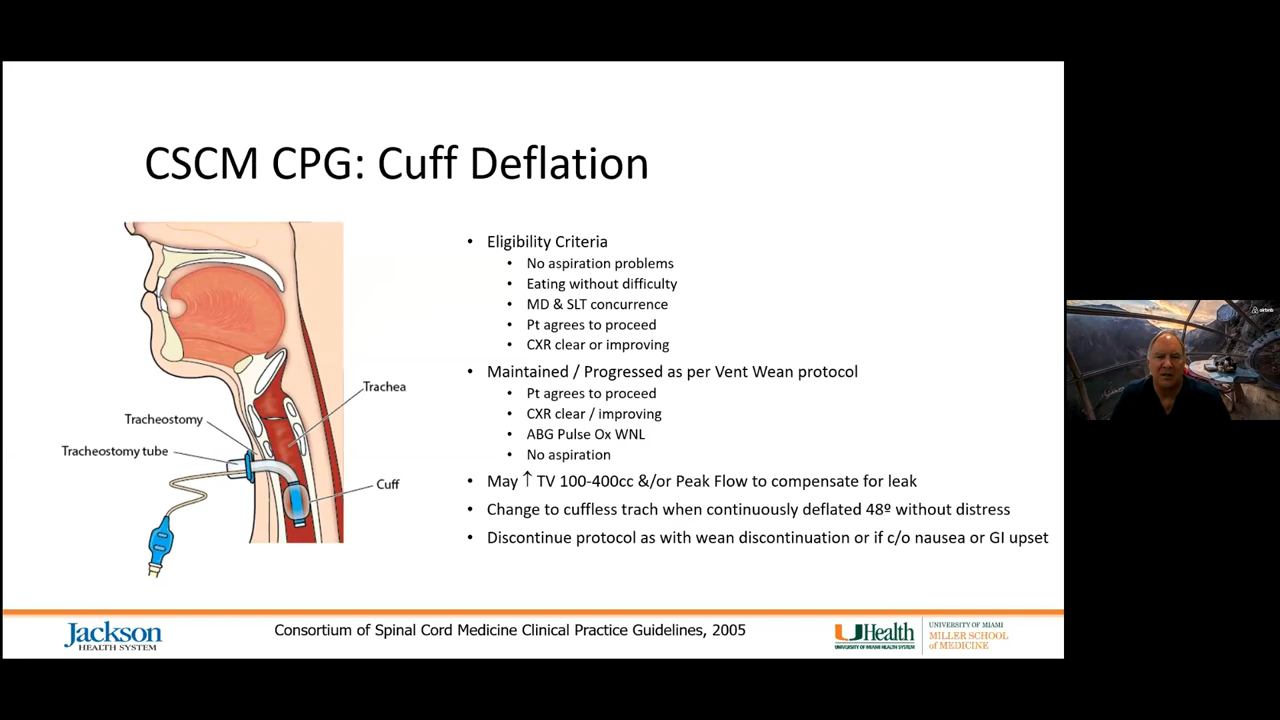 CSCM CPG: Cuff Deflation
Trachea
Tracheostomy
Tracheostomy tube
Cuff
• Eligibility Criteria
• No aspiration problems
• Eating without difficulty
• MD & SLT concurrence
• Pt agrees to proceed
• CXR clear or improving
• Maintained / Progressed as per Vent Wean protocol
• Pt agrees to proceed
• CXR clear / improving
• ABG Pulse Ox WNL
• No aspiration
• May ↑ TV 100-400cc &/or Peak Flow to compensate for leak
• Change to cuffless trach when continuously deflated 48º without distress
• Discontinue protocol as with wean discontinuation or if c/o nausea or GI upset
Jackson
HEALTH SYSTEM
Consortium of Spinal Cord Medicine Clinical Practice Guidelines, 2005
UHealth
UNIVERSITY OF MIAMI HEALTH SYSTEM
UNIVERSITY OF MIAMI
MILLER SCHOOL
of MEDICINE
airbnb